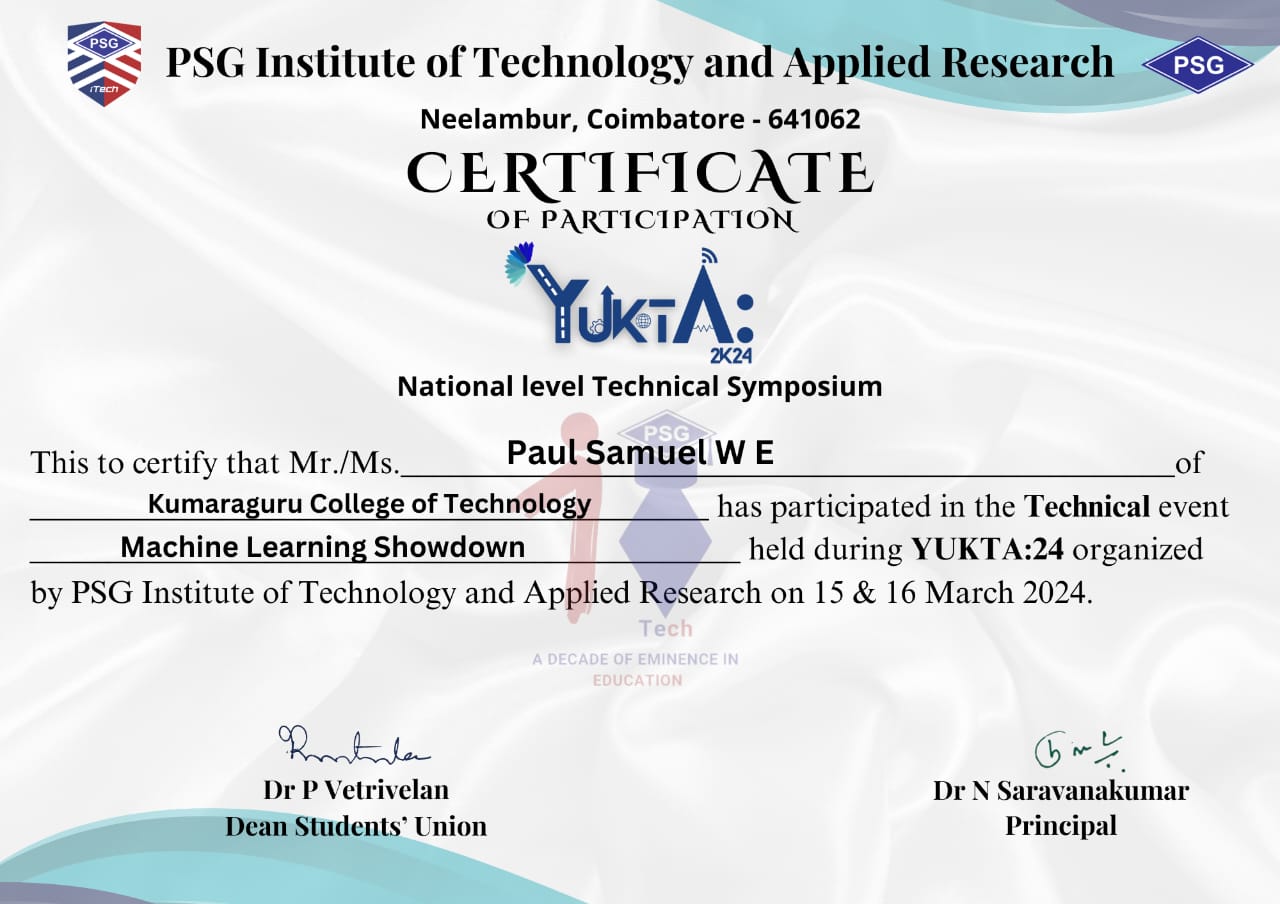 PSG
iTech
PSG Institute of Technology and Applied Research
PSG
Neelambur, Coimbatore - 641062
CERTIFICATE
OF PARTICIPATION
YUKTA:
2K24
National level Technical Symposium
PSG
This to certify that Mr./Ms. Paul Samuel W E of
Kumaraguru College of Technology has participated in the Technical event
Machine Learning Showdown held during YUKTA:24 organized
by PSG Institute of Technology and Applied Research on 15 & 16 March 2024.
Tech
A DECADE OF EMINENCE IN
EDUCATION
Dr P Vetrivelan
Dean Students’ Union
Dr N Saravanakumar
Principal